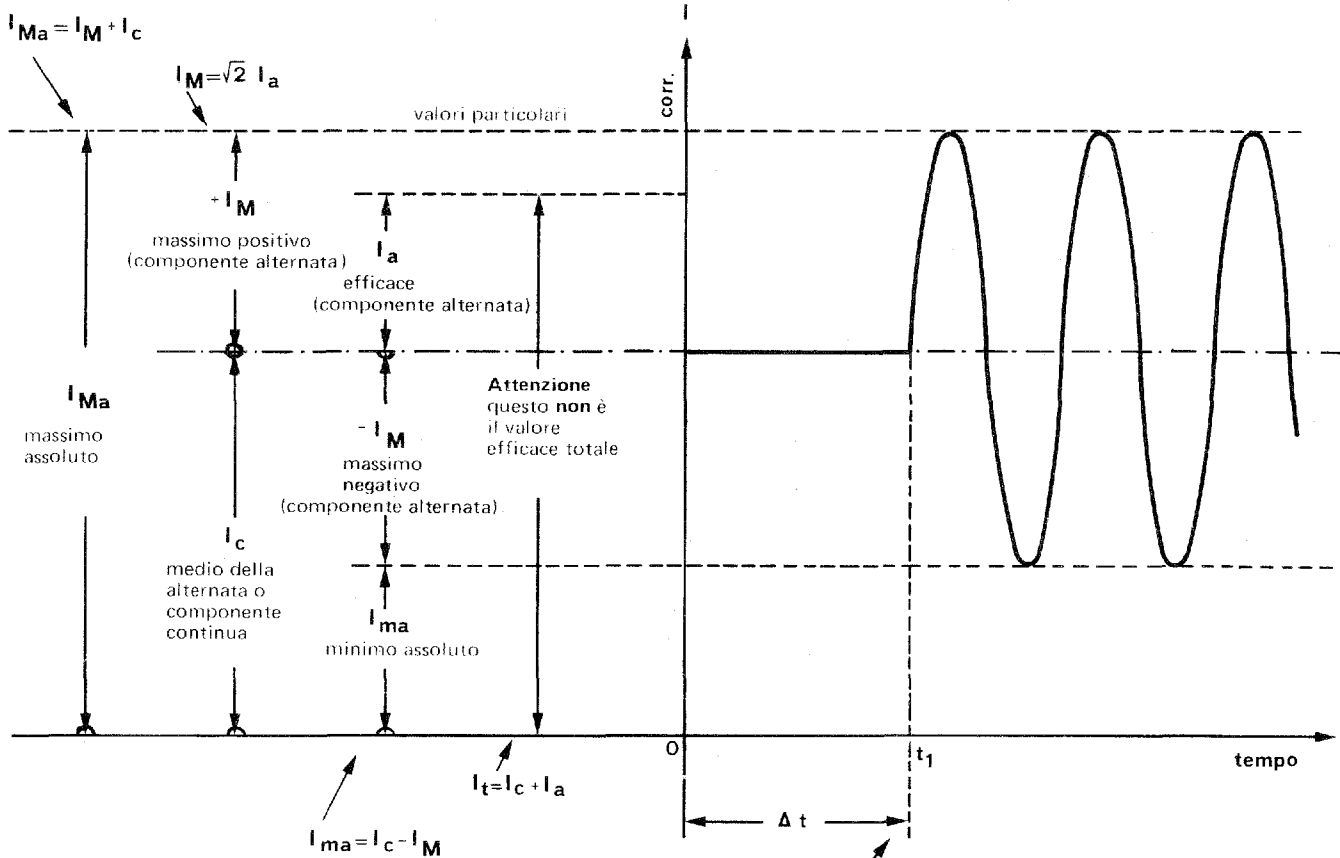 I
I_Ma = I_M + I_c
I_M = √2 I_a
valori particolari
corr.
+ I_M
massimo positivo
(componente alternata)
I_a
efficace
(componente alternata)
I_Ma
massimo
assoluto
Attenzione
questo non è
il valore
efficace totale
- I_M
massimo
negativo
(componente alternata)
I_c
medio della
alternata o
componente
continua
I_ma
minimo assoluto
0
t_1
tempo
I_t = I_c + I_a
Δ t
I_ma = I_c - I_M